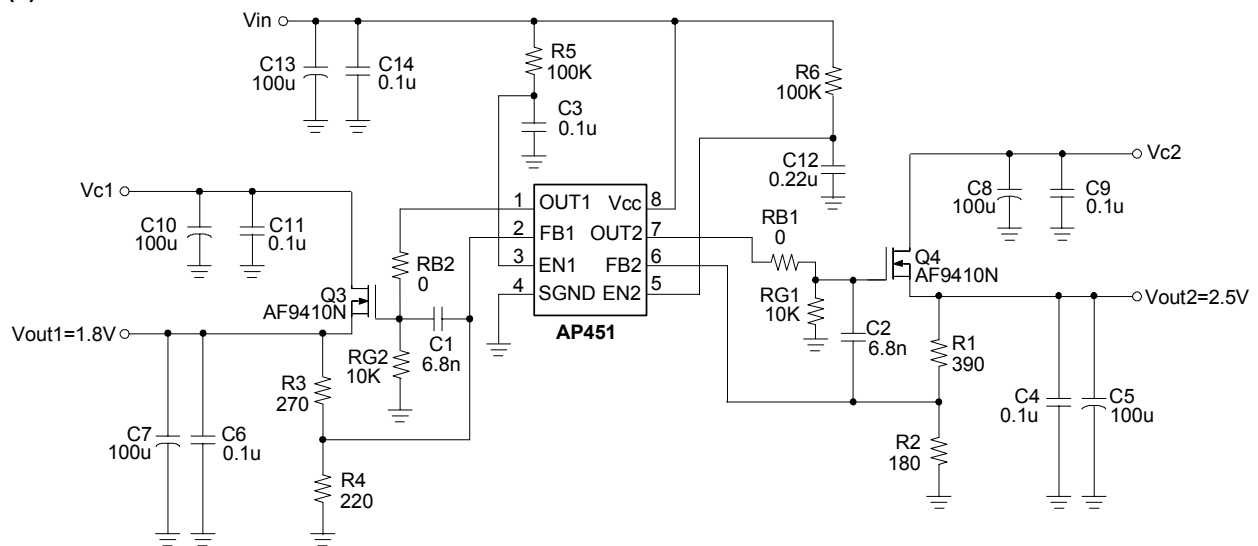 Vin
C13
100u
C14
0.1u
R5
100K
C3
0.1u
R6
100K
C12
0.22u
Vc2
C8
100u
C9
0.1u
Vc1
C10
100u
C11
0.1u
1 OUT1 Vcc 8
2 FB1 OUT2 7
3 EN1 FB2 6
4 SGND EN2 5
AP451
RB2
0
RB1
0
Q3
AF9410N
Q4
AF9410N
RG1
10K
C2
6.8n
Vout1=1.8V
Vout2=2.5V
C1
6.8n
RG2
10K
R1
390
R3
270
C7
100u
C6
0.1u
R4
220
R2
180
C4
0.1u
C5
100u